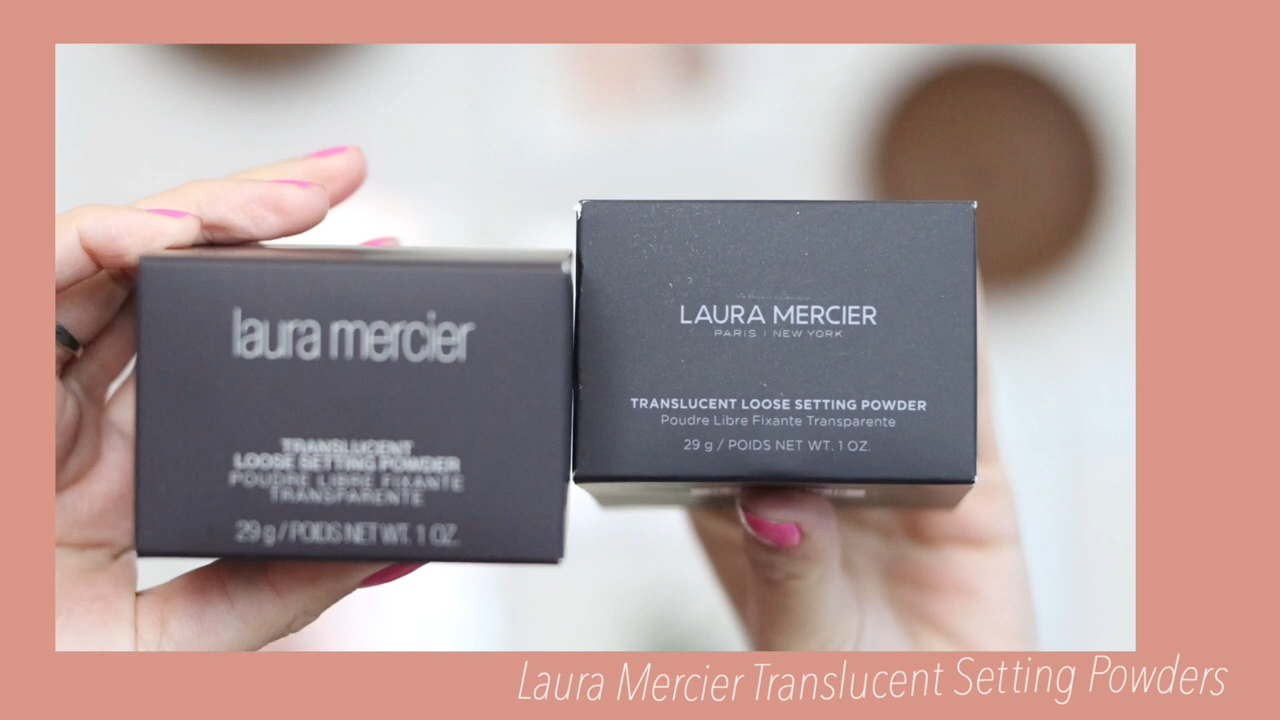 laura mercier
TRANSLUCENT
LOOSE SETTING POWDER
POUDRE LIBRE FIXANTE
TRANSPARENTE
29 g / POIDS NET WT. 1 OZ.
LAURA MERCIER
PARIS | NEW YORK
TRANSLUCENT LOOSE SETTING POWDER
Poudre Libre Fixante Transparente
29 g / POIDS NET WT. 1 OZ.
Laura Mercier Translucent Setting Powders